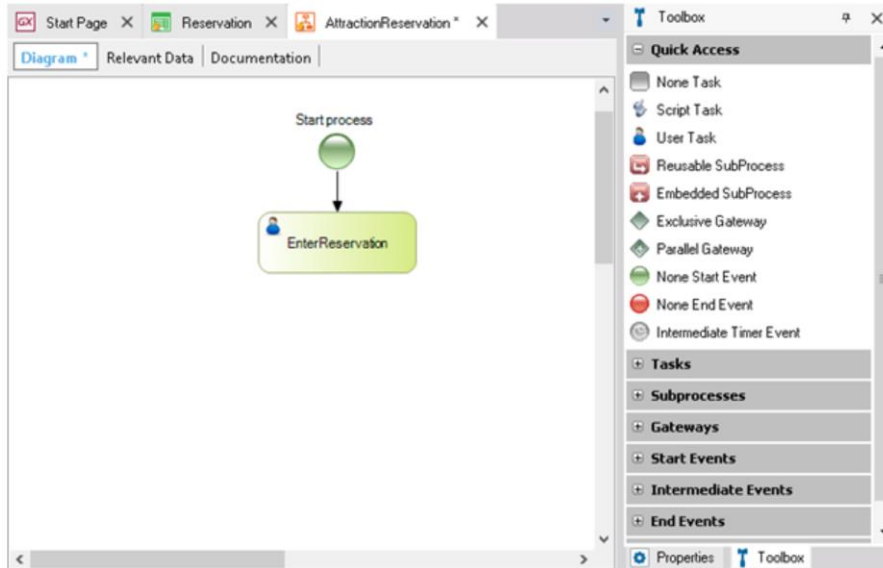 GX Start Page X Reservation X AttractionReservation * X
Diagram * Relevant Data Documentation
Start process
EnterReservation
Toolbox
Quick Access
None Task
Script Task
User Task
Reusable SubProcess
Embedded SubProcess
Exclusive Gateway
Parallel Gateway
None Start Event
None End Event
Intermediate Timer Event
Tasks
Subprocesses
Gateways
Start Events
Intermediate Events
End Events
Properties Toolbox